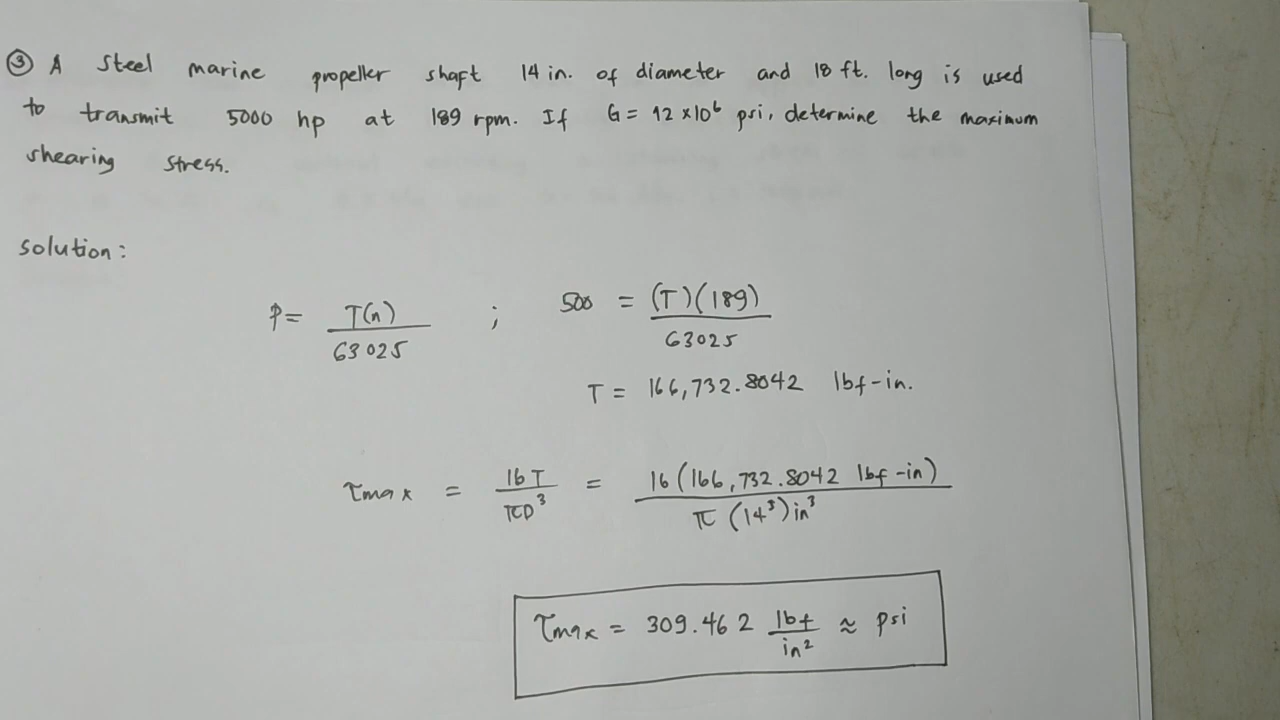 ③ A steel marine propeller shaft 14 in. of diameter and 18 ft. long is used
to transmit 5000 hp at 189 rpm. If G = 12 x10⁶ psi, determine the maximum
shearing stress.
solution:
P = T(n) / 63025 ; 500 = (T)(189) / 63025
T = 166,732.8042 lbf-in.
τmax = 16T / πD³ = 16(166,732.8042 lbf-in) / π (14³)in³
τmax = 309.462 lbf / in² ≈ psi